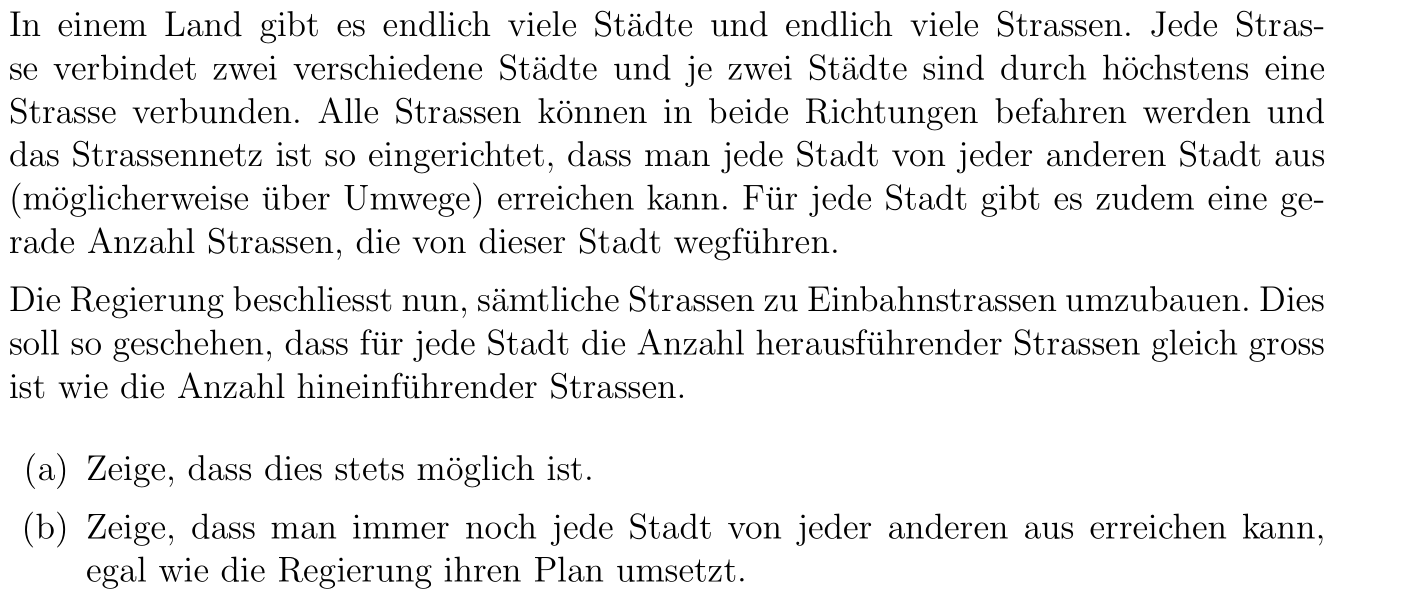 In einem Land gibt es endlich viele Städte und endlich viele Strassen. Jede Stras-
se verbindet zwei verschiedene Städte und je zwei Städte sind durch höchstens eine
Strasse verbunden. Alle Strassen können in beide Richtungen befahren werden und
das Strassennetz ist so eingerichtet, dass man jede Stadt von jeder anderen Stadt aus
(möglicherweise über Umwege) erreichen kann. Für jede Stadt gibt es zudem eine ge-
rade Anzahl Strassen, die von dieser Stadt wegführen.
Die Regierung beschliesst nun, sämtliche Strassen zu Einbahnstrassen umzubauen. Dies
soll so geschehen, dass für jede Stadt die Anzahl herausführender Strassen gleich gross
ist wie die Anzahl hineinführender Strassen.
(a) Zeige, dass dies stets möglich ist.
(b) Zeige, dass man immer noch jede Stadt von jeder anderen aus erreichen kann,
egal wie die Regierung ihren Plan umsetzt.